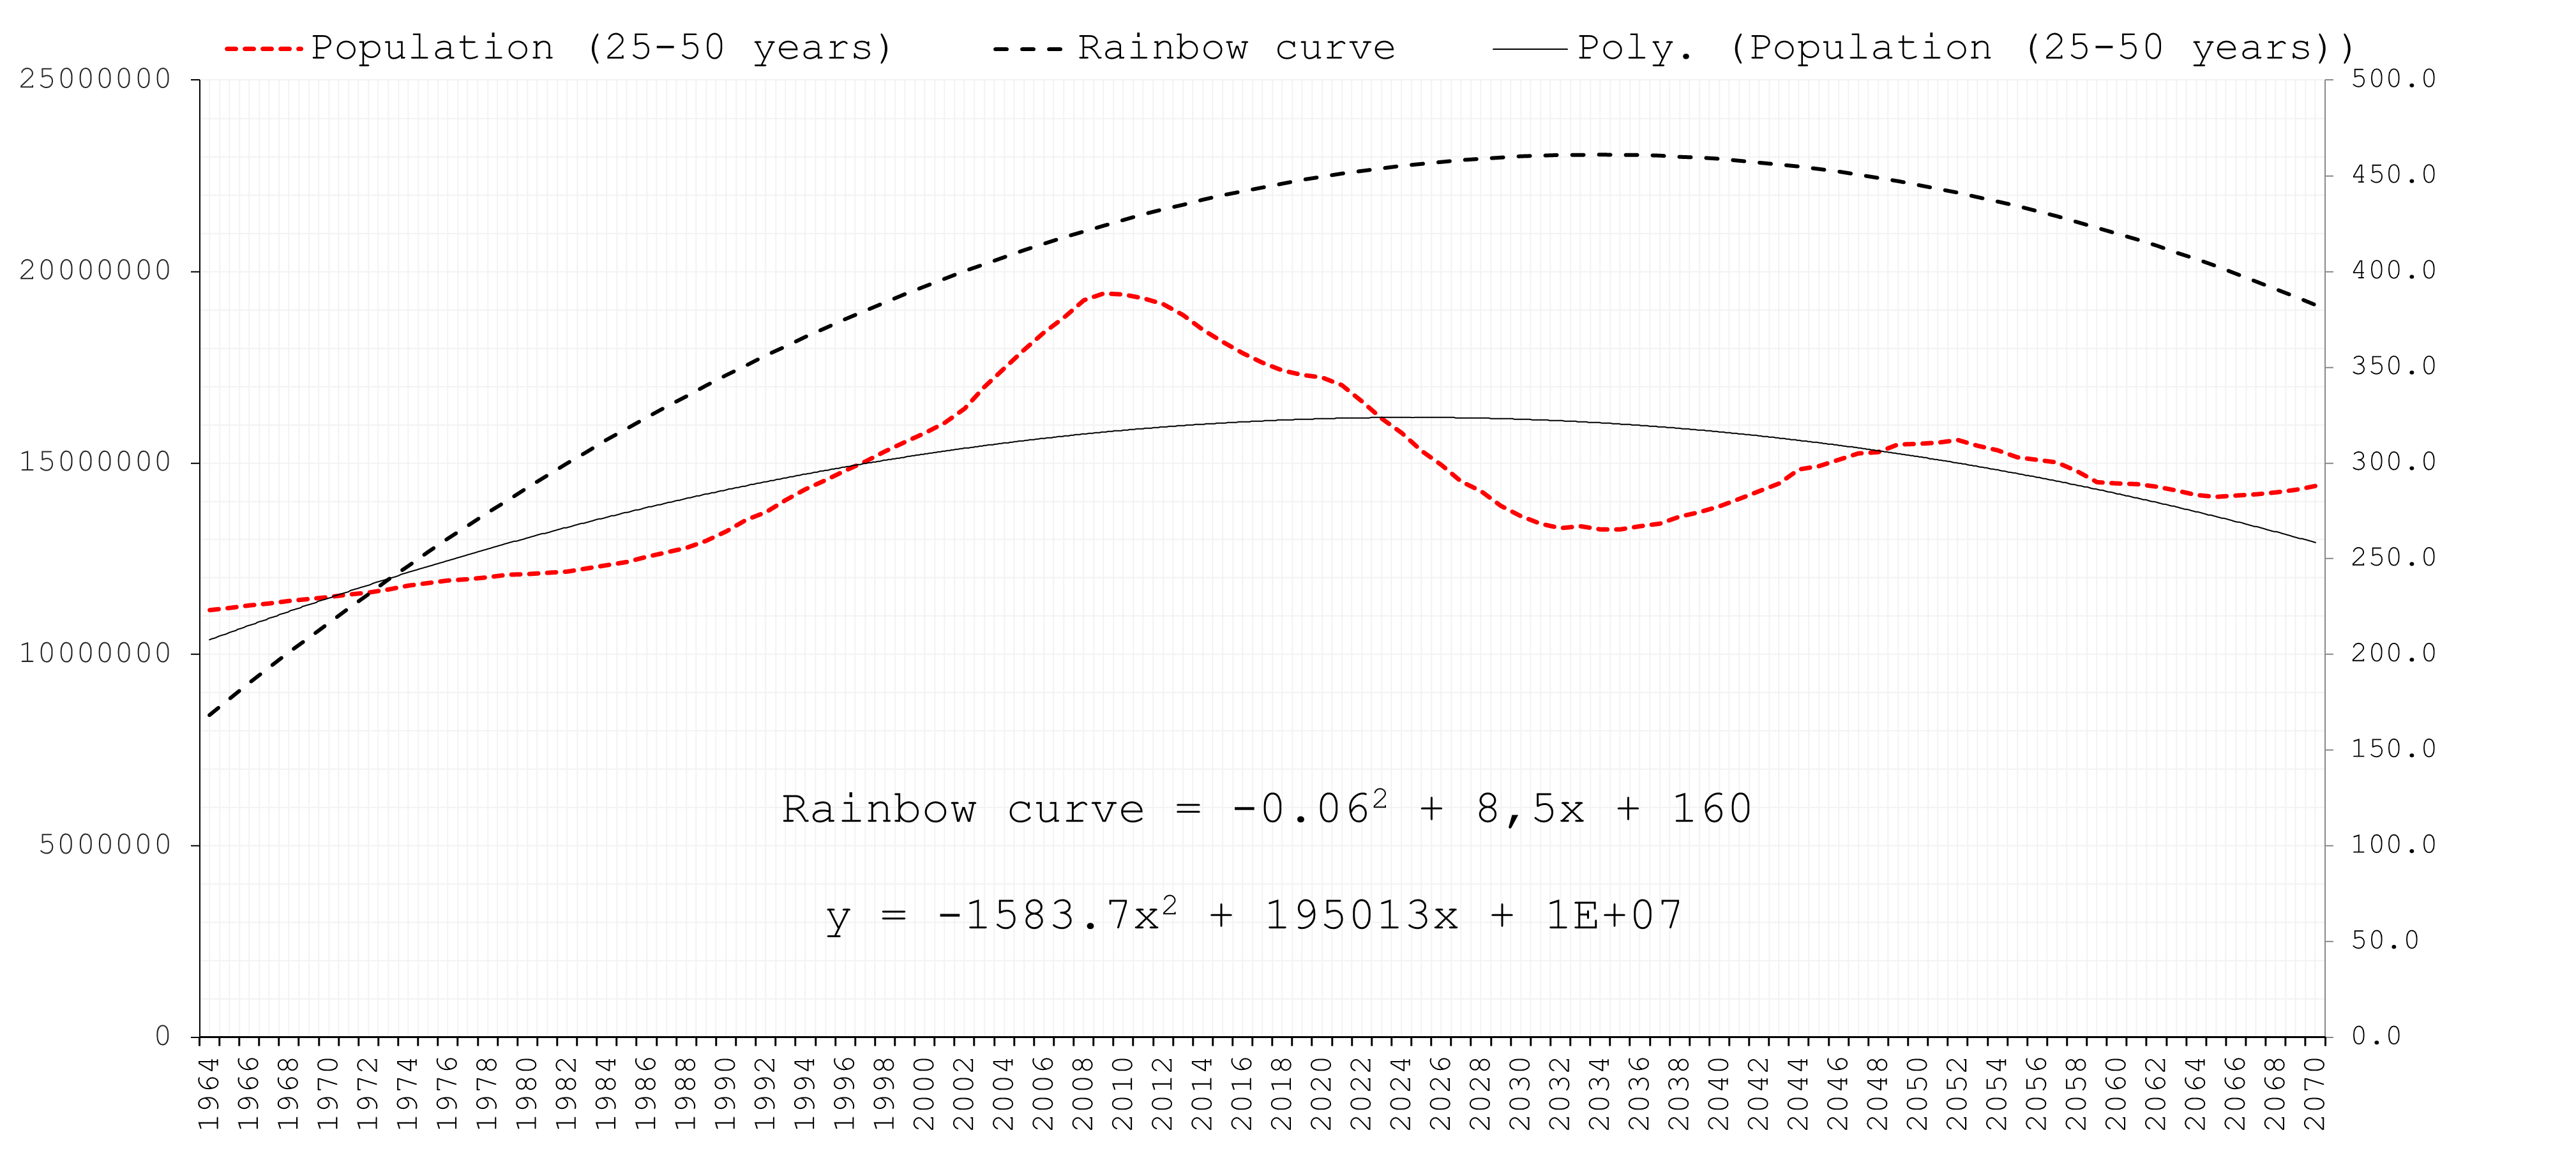 Population (25-50 years) Rainbow curve Poly. (Population (25-50 years))
25000000 500.0
450.0
20000000 400.0
350.0
15000000 300.0
250.0
10000000 200.0
150.0
Rainbow curve = -0.06² + 8,5x + 160
5000000 100.0
y = -1583.7x² + 195013x + 1E+07
50.0
0 0.0
1964 1966 1968 1970 1972 1974 1976 1978 1980 1982 1984 1986 1988 1990 1992 1994 1996 1998 2000 2002 2004 2006 2008 2010 2012 2014 2016 2018 2020 2022 2024 2026 2028 2030 2032 2034 2036 2038 2040 2042 2044 2046 2048 2050 2052 2054 2056 2058 2060 2062 2064 2066 2068 2070